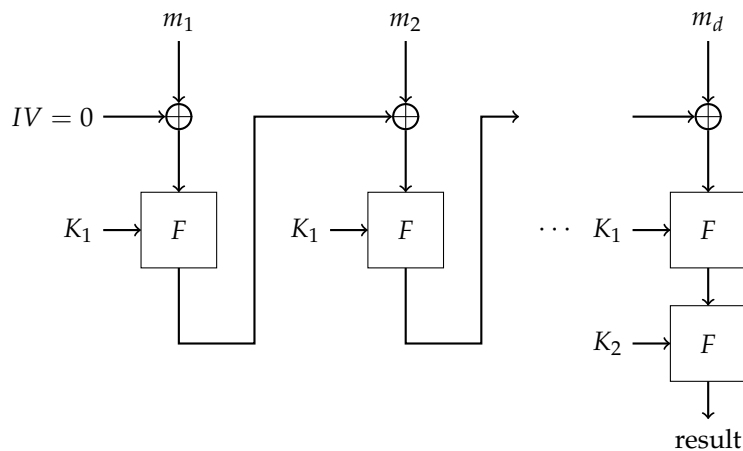 m_1 m_2 m_d
IV = 0
K_1 F K_1 F ... K_1 F
K_2 F
result